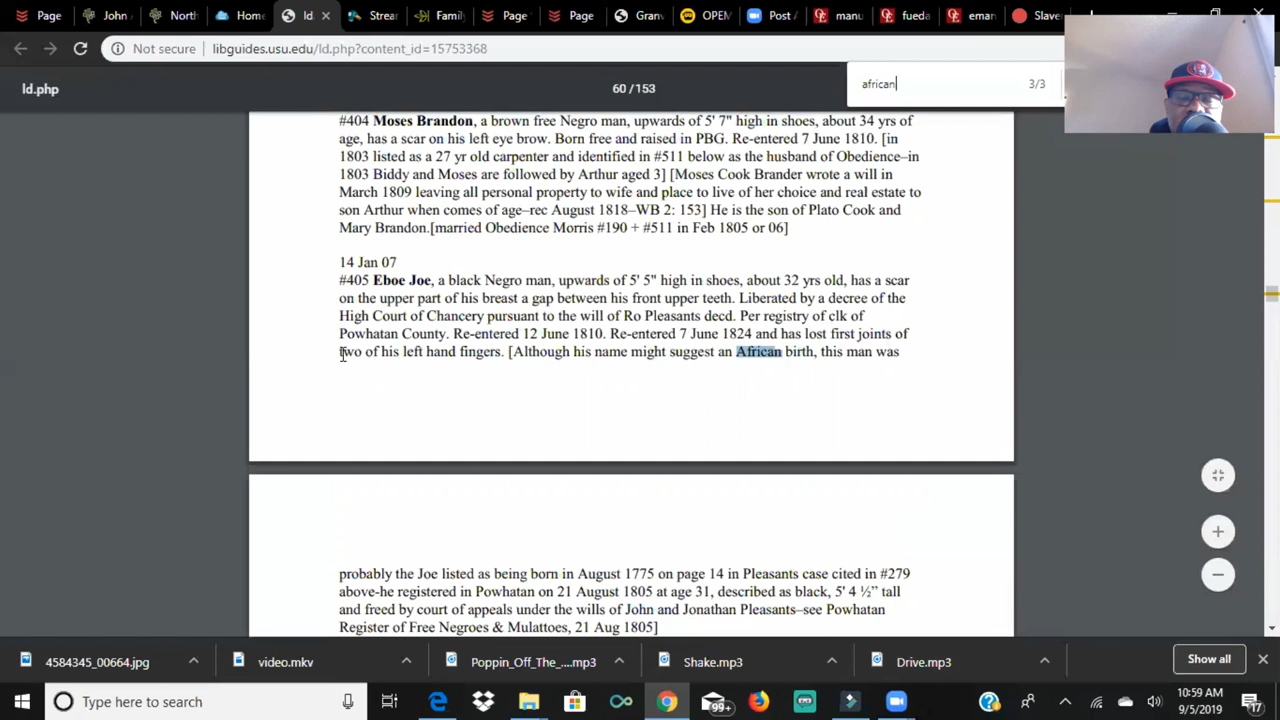 Page
John
North
Home
ld.
Strea
Famil
Page
Page
Gran
OPEM
Post A
manu
fueda
eman
Slave
Not secure
libguides.usu.edu/ld.php?content_id=15753368
ld.php
60 / 153
african
3/3
#404 Moses Brandon, a brown free Negro man, upwards of 5' 7" high in shoes, about 34 yrs of
age, has a scar on his left eye brow. Born free and raised in PBG. Re-entered 7 June 1810. [in
1803 listed as a 27 yr old carpenter and identified in #511 below as the husband of Obedience–in
1803 Biddy and Moses are followed by Arthur aged 3] [Moses Cook Brander wrote a will in
March 1809 leaving all personal property to wife and place to live of her choice and real estate to
son Arthur when comes of age–rec August 1818–WB 2: 153] He is the son of Plato Cook and
Mary Brandon.[married Obedience Morris #190 + #511 in Feb 1805 or 06]
14 Jan 07
#405 Eboe Joe, a black Negro man, upwards of 5' 5" high in shoes, about 32 yrs old, has a scar
on the upper part of his breast a gap between his front upper teeth. Liberated by a decree of the
High Court of Chancery pursuant to the will of Ro Pleasants decd. Per registry of clk of
Powhatan County. Re-entered 12 June 1810. Re-entered 7 June 1824 and has lost first joints of
two of his left hand fingers. [Although his name might suggest an African birth, this man was
probably the Joe listed as being born in August 1775 on page 14 in Pleasants case cited in #279
above-he registered in Powhatan on 21 August 1805 at age 31, described as black, 5' 4 ½” tall
and freed by court of appeals under the wills of John and Jonathan Pleasants–see Powhatan
Register of Free Negroes & Mulattoes, 21 Aug 1805]
4584345_00664.jpg
video.mkv
Poppin_Off_The_....mp3
Shake.mp3
Drive.mp3
Show all
Type here to search
99+
10:59 AM
9/5/2019
17